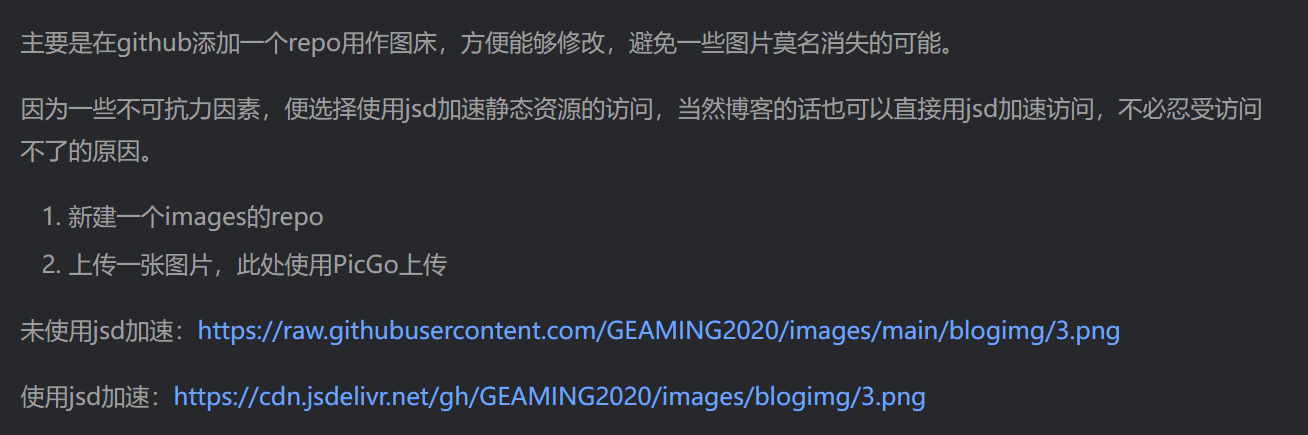 主要是在github添加一个repo用作图床，方便能够修改，避免一些图片莫名消失的可能。
因为一些不可抗力因素，便选择使用jsd加速静态资源的访问，当然博客的话也可以直接用jsd加速访问，不必忍受访问
不了的原因。
1. 新建一个images的repo
2. 上传一张图片，此处使用PicGo上传
未使用jsd加速：https://raw.githubusercontent.com/GEAMING2020/images/main/blogimg/3.png
使用jsd加速：https://cdn.jsdelivr.net/gh/GEAMING2020/images/blogimg/3.png